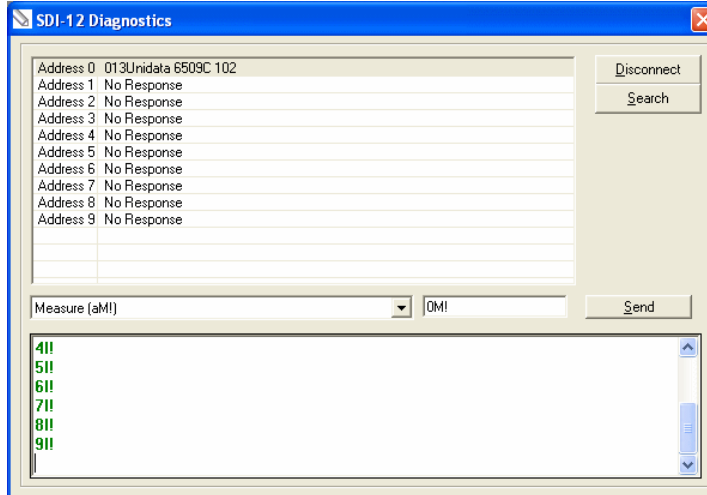 SDI-12 Diagnostics
Address 0 013Unidata 6509C 102
Address 1 No Response
Address 2 No Response
Address 3 No Response
Address 4 No Response
Address 5 No Response
Address 6 No Response
Address 7 No Response
Address 8 No Response
Address 9 No Response
Disconnect
Search
Measure (aM!)
0M!
Send
4I!
5I!
6I!
7I!
8I!
9I!